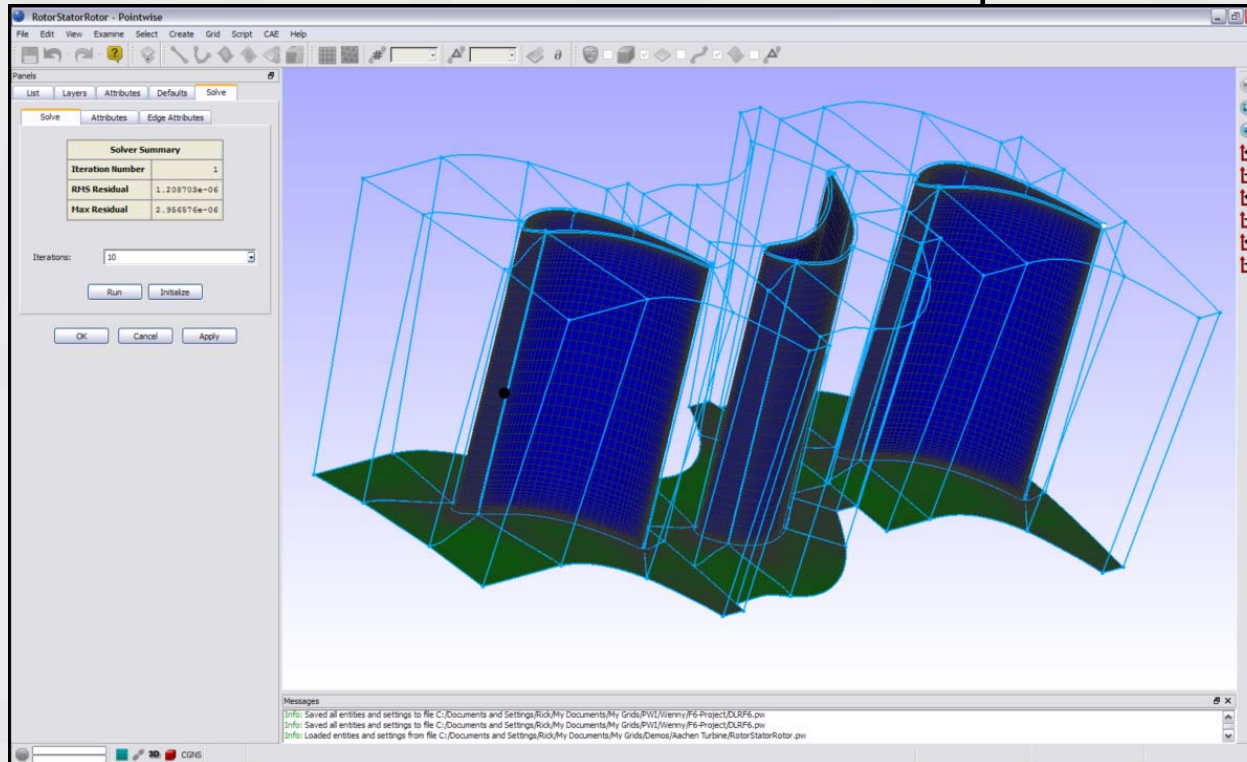 RotorStatorRotor - Pointwise
File Edit View Examine Select Create Grid Script CAE Help
Panels
List Layers Attributes Defaults Solve
Solve Attributes Edge Attributes
Solver Summary
Iteration Number 1
RMS Residual 1.208703e-06
Max Residual 2.956576e-06
Iterations: 10
Run Initialize
OK Cancel Apply
Messages
Info: Saved all entities and settings to file C:/Documents and Settings/Rick/My Documents/My Grids/PWI/Wenny/F6-Project/DLRF6.pw
Info: Saved all entities and settings to file C:/Documents and Settings/Rick/My Documents/My Grids/PWI/Wenny/F6-Project/DLRF6.pw
Info: Loaded entities and settings from file C:/Documents and Settings/Rick/My Documents/My Grids/Demos/Aachen Turbine/RotorStatorRotor.pw
3D CGNS